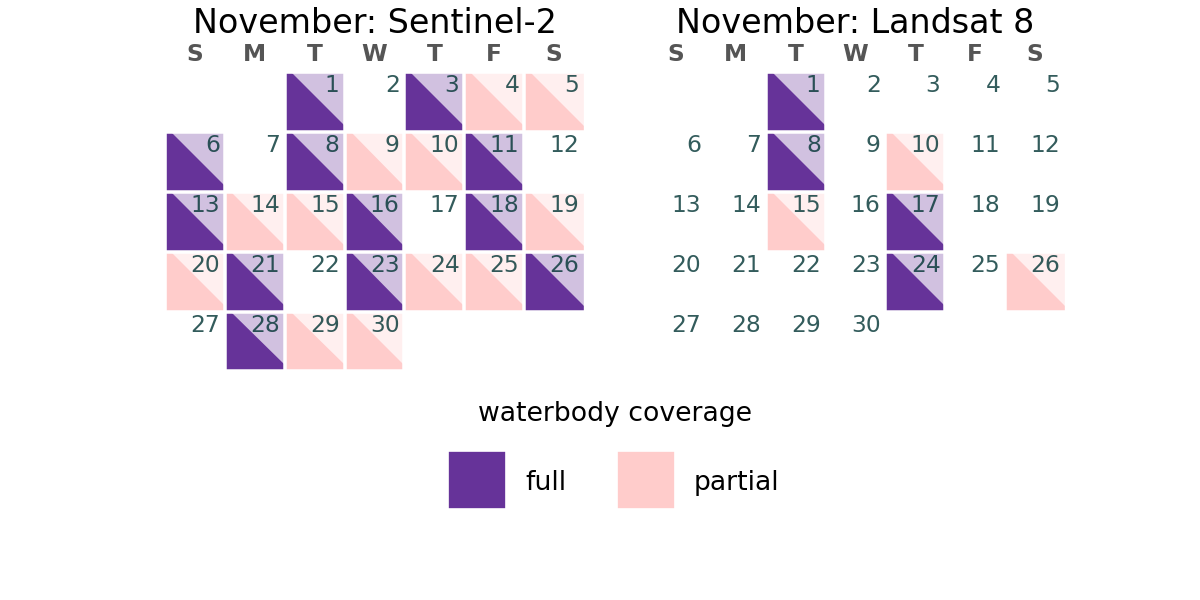 November: Sentinel-2
S M T W T F S
1 2 3 4 5
6 7 8 9 10 11 12
13 14 15 16 17 18 19
20 21 22 23 24 25 26
27 28 29 30
November: Landsat 8
S M T W T F S
1 2 3 4 5
6 7 8 9 10 11 12
13 14 15 16 17 18 19
20 21 22 23 24 25 26
27 28 29 30
waterbody coverage
full partial